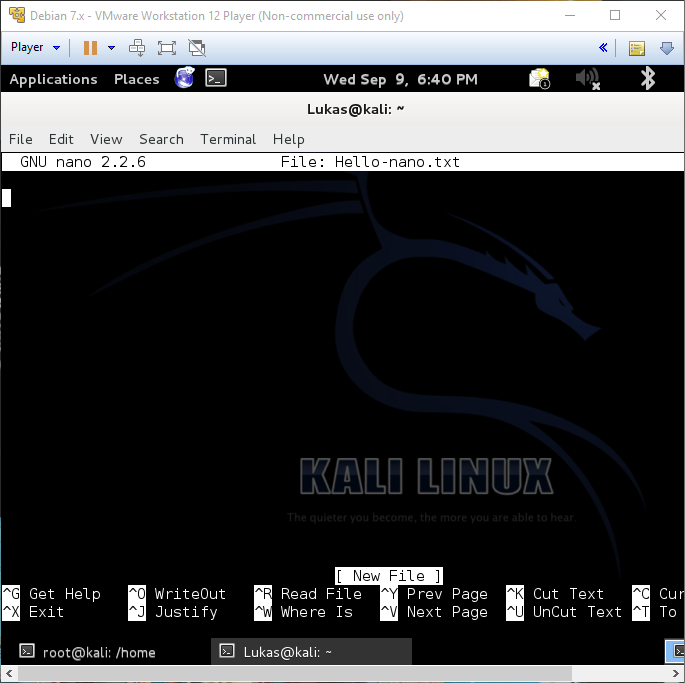 Debian 7.x - VMware Workstation 12 Player (Non-commercial use only)
Player
Applications Places Wed Sep 9, 6:40 PM
Lukas@kali: ~
File Edit View Search Terminal Help
GNU nano 2.2.6 File: Hello-nano.txt
KALI LINUX
The quieter you become, the more you are able to hear.
[ New File ]
^G Get Help ^O WriteOut ^R Read File ^Y Prev Page ^K Cut Text ^C Cur
^X Exit ^J Justify ^W Where Is ^V Next Page ^U UnCut Text ^T To
root@kali: /home Lukas@kali: ~